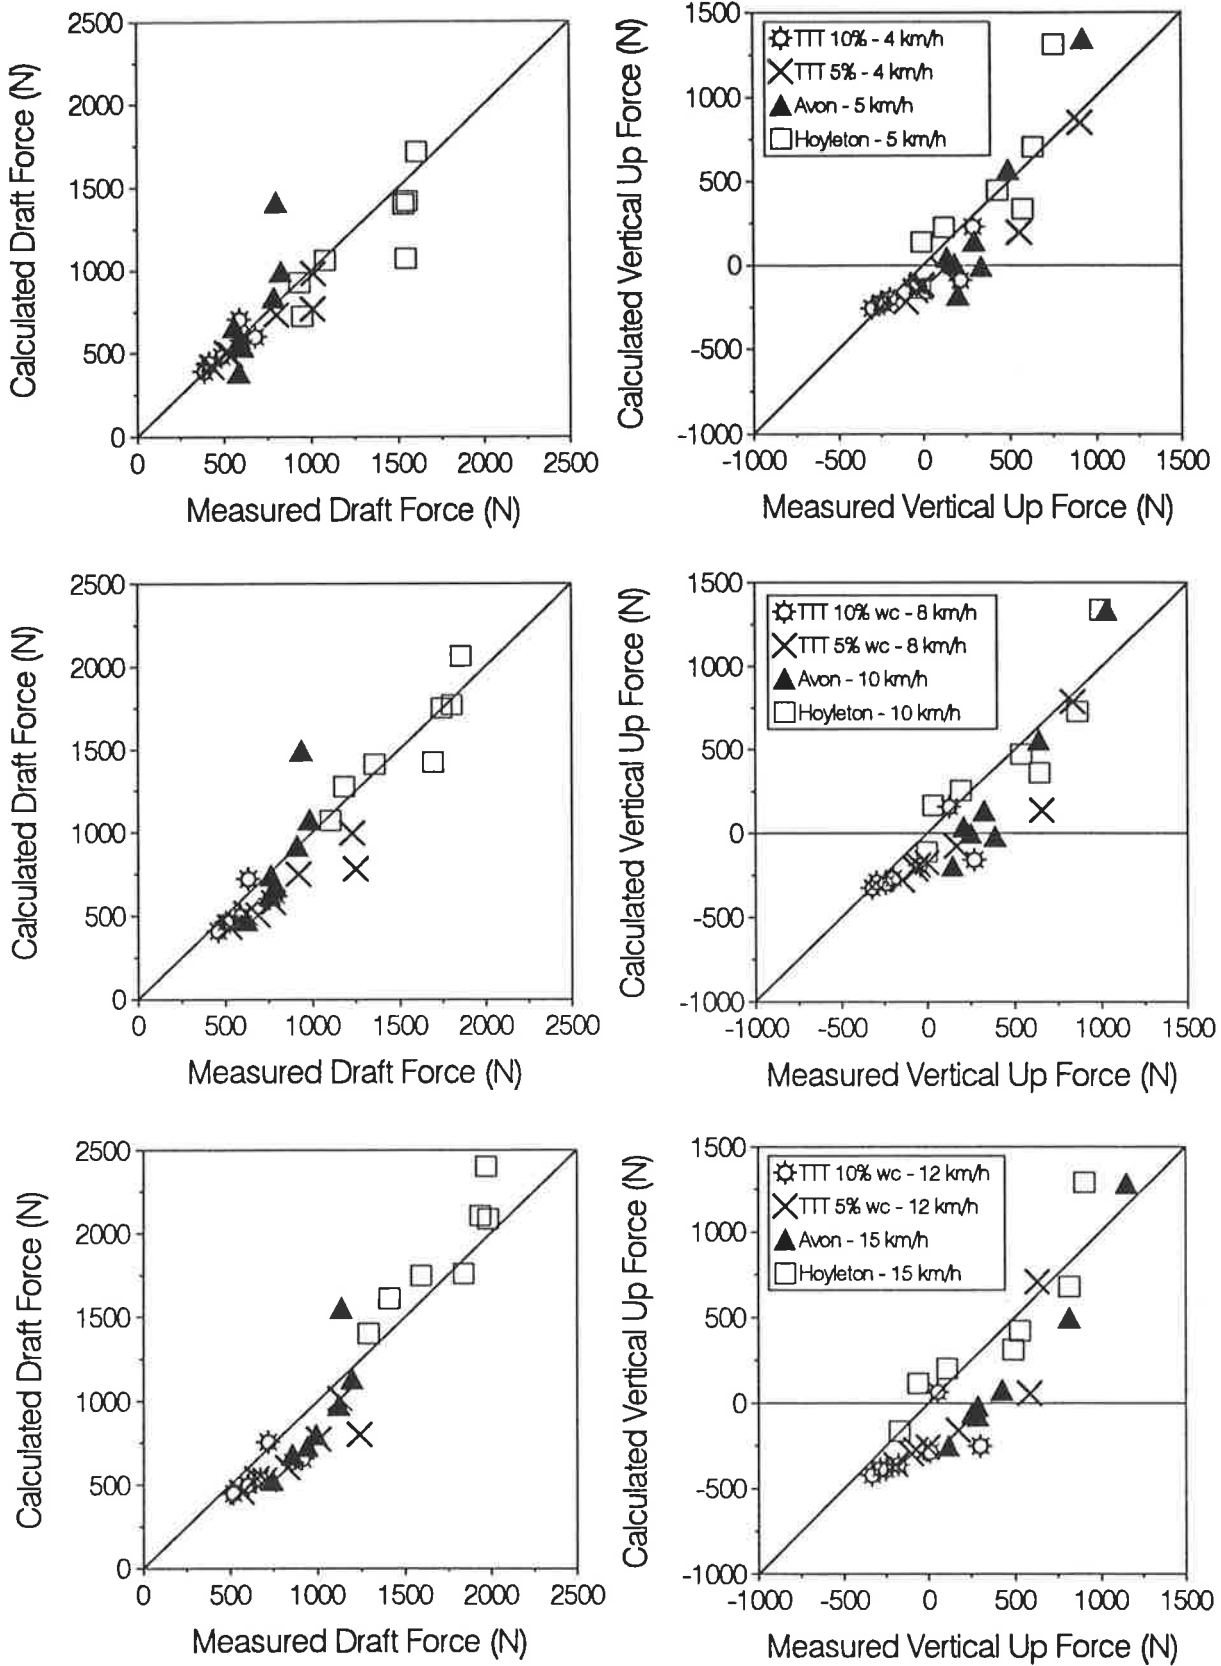 2500
2000
1500
1000
500
0
0 500 1000 1500 2000 2500
Calculated Draft Force (N)
Measured Draft Force (N)
1500
1000
500
0
-500
-1000
-1000 -500 0 500 1000 1500
Calculated Vertical Up Force (N)
Measured Vertical Up Force (N)
TTT 10% - 4 km/h
TTT 5% - 4 km/h
Avon - 5 km/h
Hoyleton - 5 km/h
2500
2000
1500
1000
500
0
0 500 1000 1500 2000 2500
Calculated Draft Force (N)
Measured Draft Force (N)
1500
1000
500
0
-500
-1000
-1000 -500 0 500 1000 1500
Calculated Vertical Up Force (N)
Measured Vertical Up Force (N)
TTT 10% wc - 8 km/h
TTT 5% wc - 8 km/h
Avon - 10 km/h
Hoyleton - 10 km/h
2500
2000
1500
1000
500
0
0 500 1000 1500 2000 2500
Calculated Draft Force (N)
Measured Draft Force (N)
1500
1000
500
0
-500
-1000
-1000 -500 0 500 1000 1500
Calculated Vertical Up Force (N)
Measured Vertical Up Force (N)
TTT 10% wc - 12 km/h
TTT 5% wc - 12 km/h
Avon - 15 km/h
Hoyleton - 15 km/h